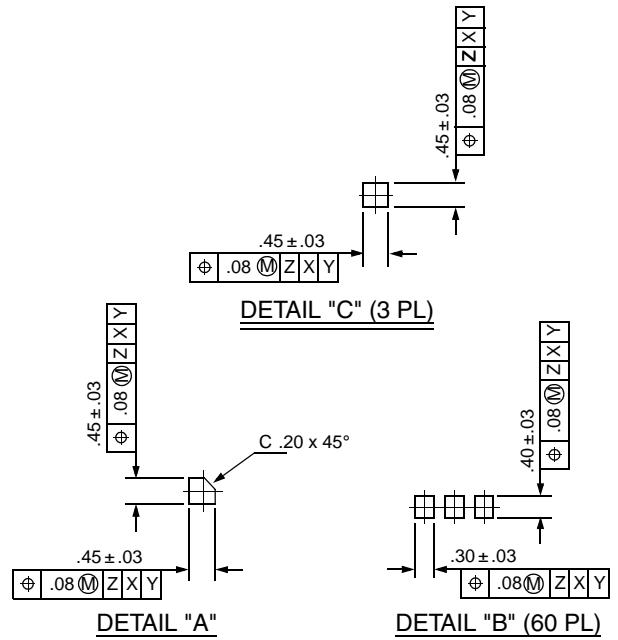 .45±.03
⌖ .08 Ⓜ Z X Y
.45±.03
⌖ .08 Ⓜ Z X Y
DETAIL "C" (3 PL)
.45±.03
⌖ .08 Ⓜ Z X Y
C .20 x 45°
.40±.03
⌖ .08 Ⓜ Z X Y
.45±.03
⌖ .08 Ⓜ Z X Y
DETAIL "A"
.30±.03
⌖ .08 Ⓜ Z X Y
DETAIL "B" (60 PL)